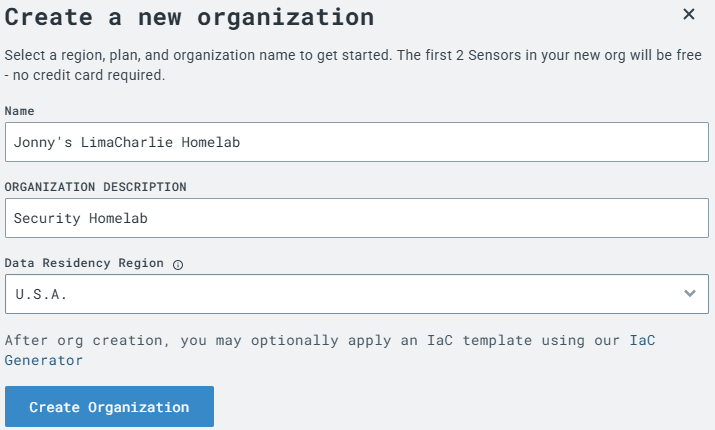 Create a new organization
Select a region, plan, and organization name to get started. The first 2 Sensors in your new org will be free
- no credit card required.
Name
Jonny's LimaCharlie Homelab
ORGANIZATION DESCRIPTION
Security Homelab
Data Residency Region
U.S.A.
After org creation, you may optionally apply an IaC template using our IaC
Generator
Create Organization